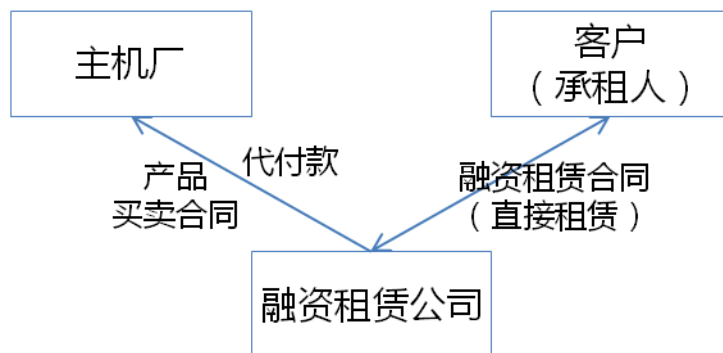 主机厂
客户
（承租人）
代付款
产品
买卖合同
融资租赁合同
（直接租赁）
融资租赁公司